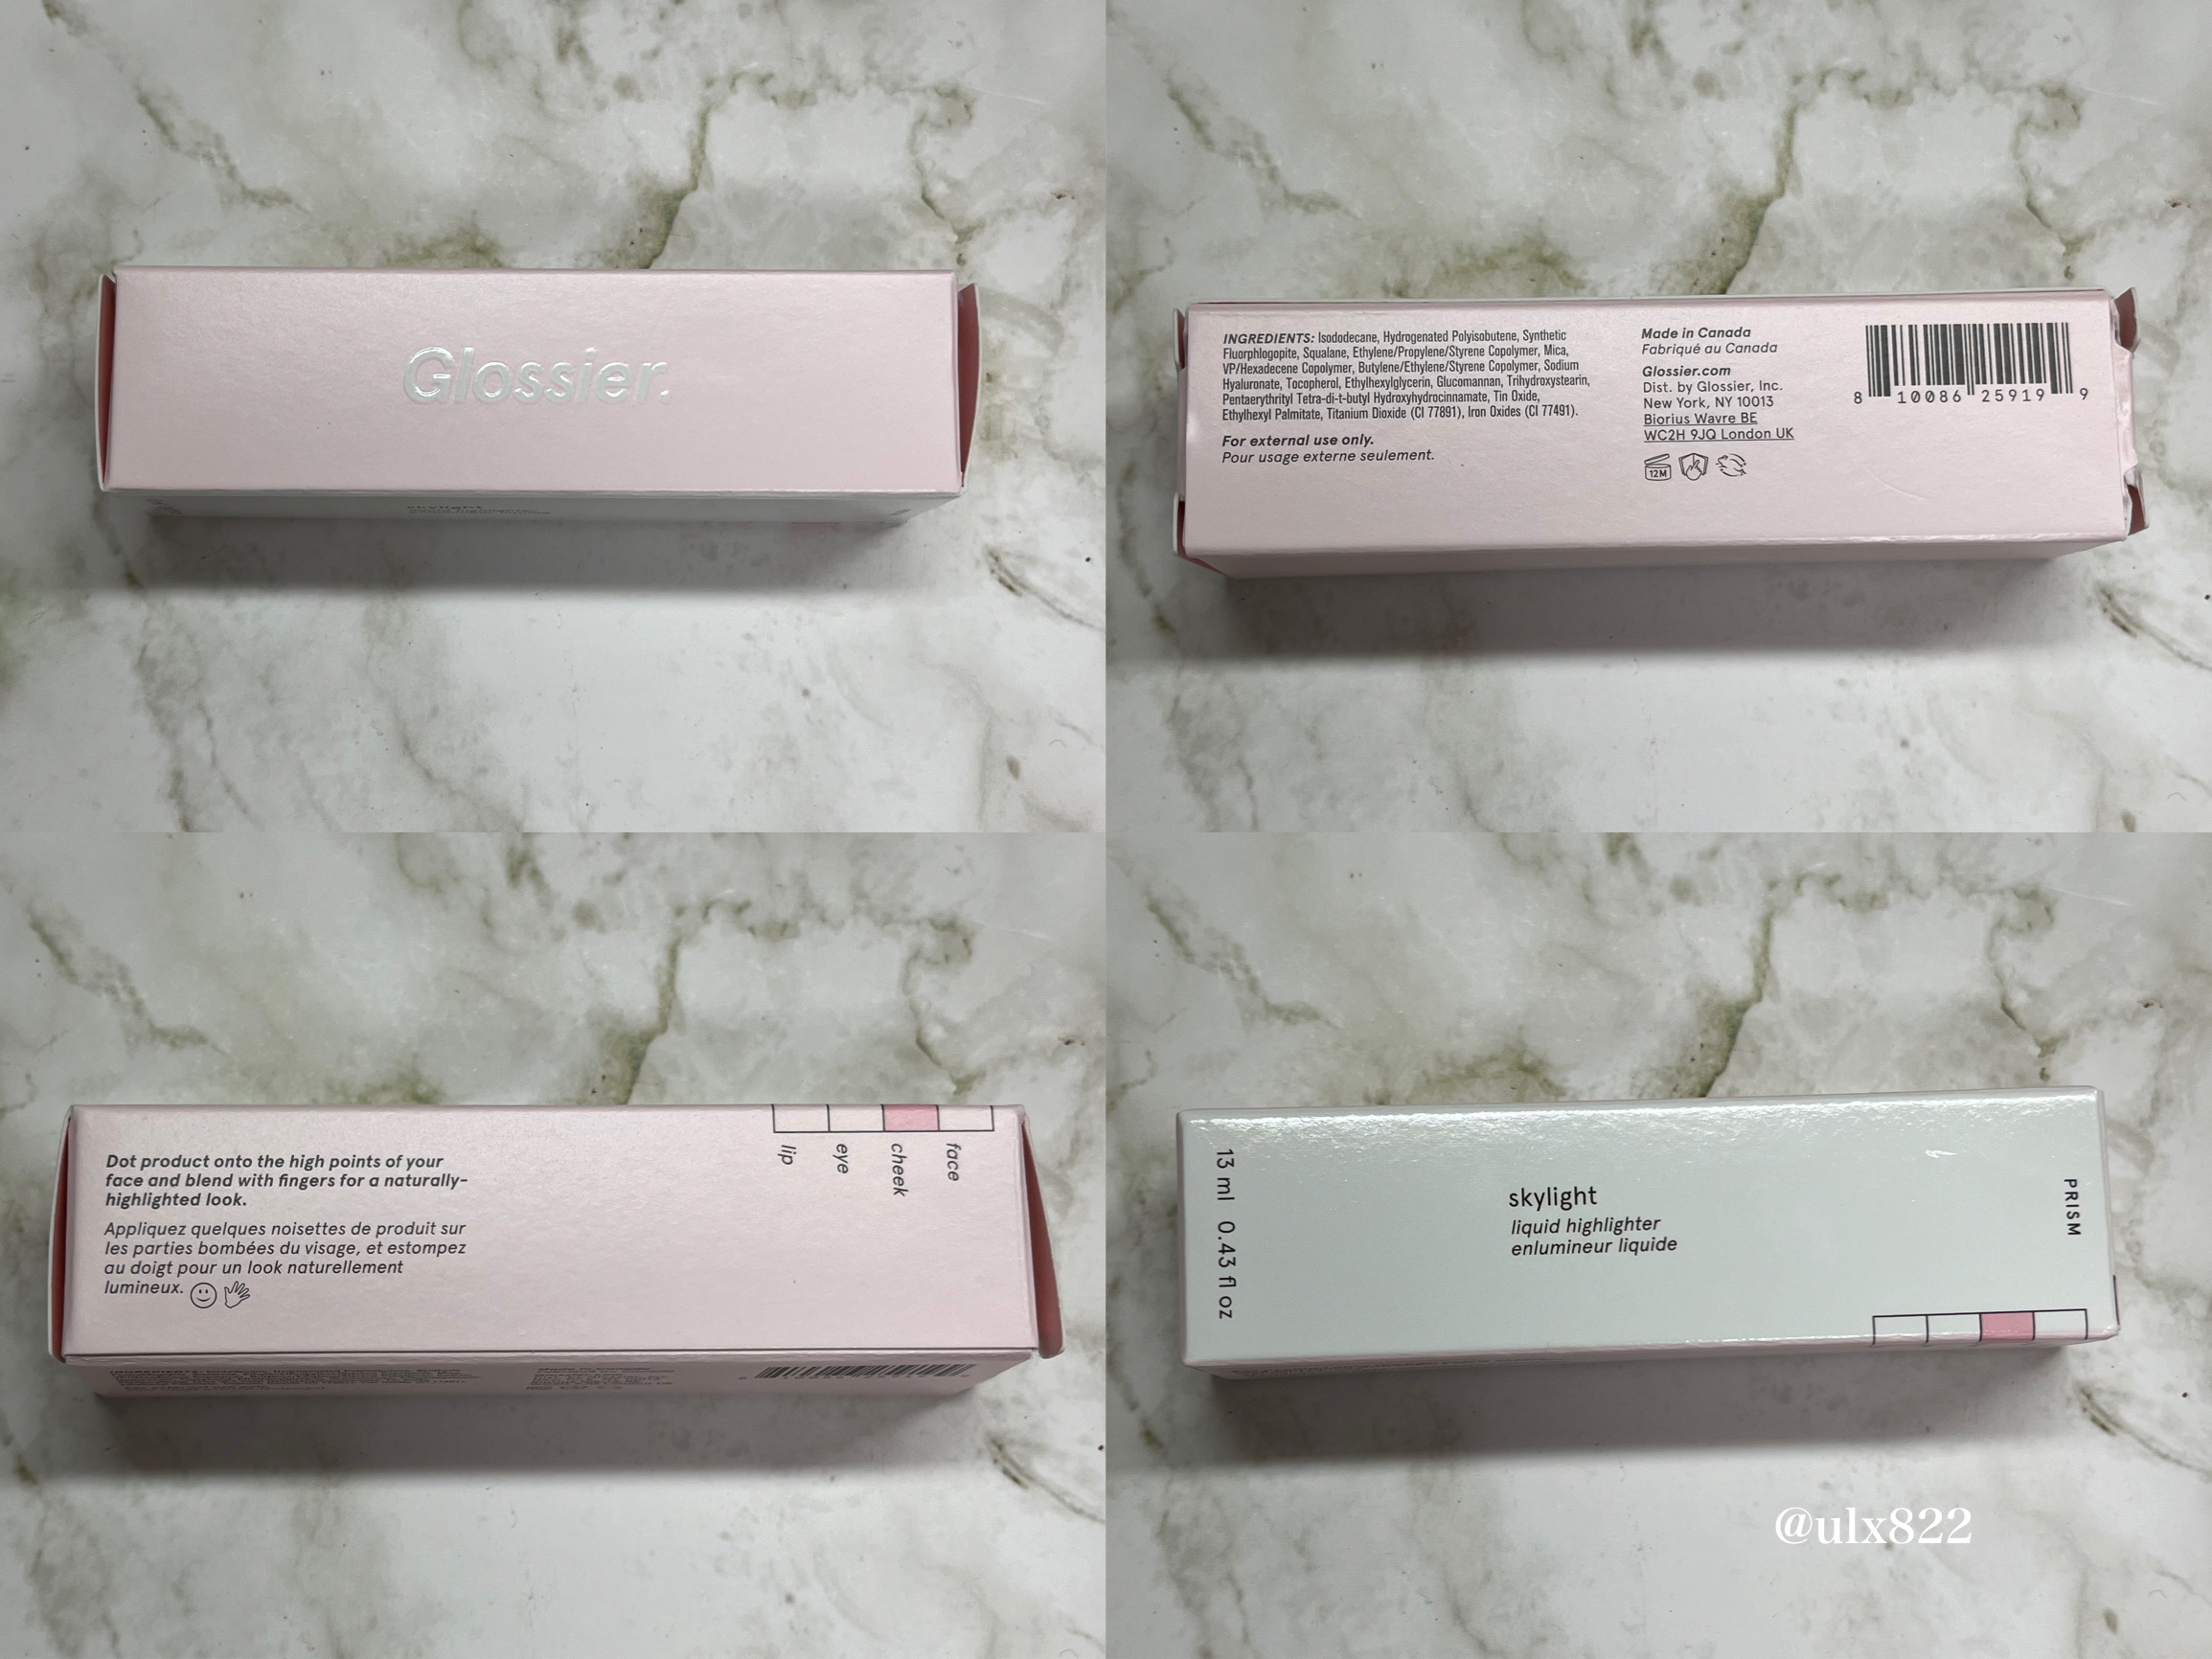 Glossier.
skylight
INGREDIENTS: Isododecane, Hydrogenated Polyisobutene, Synthetic
Fluorphlogopite, Squalane, Ethylene/Propylene/Styrene Copolymer, Mica,
VP/Hexadecene Copolymer, Butylene/Ethylene/Styrene Copolymer, Sodium
Hyaluronate, Tocopherol, Ethylhexylglycerin, Glucomannan, Trihydroxystearin,
Pentaerythrityl Tetra-di-t-butyl Hydroxyhydrocinnamate, Tin Oxide,
Ethylhexyl Palmitate, Titanium Dioxide (CI 77891), Iron Oxides (CI 77491).
For external use only.
Pour usage externe seulement.
Made in Canada
Fabriqué au Canada
Glossier.com
Dist. by Glossier, Inc.
New York, NY 10013
Biorius Wavre BE
WC2H 9JQ London UK
12M
8 10086 25919 9
Dot product onto the high points of your
face and blend with fingers for a naturally-
highlighted look.
Appliquez quelques noisettes de produit sur
les parties bombées du visage, et estompez
au doigt pour un look naturellement
lumineux.
lip
eye
cheek
face
13 ml 0.43 fl oz
skylight
liquid highlighter
enlumineur liquide
PRISM
@ulx822